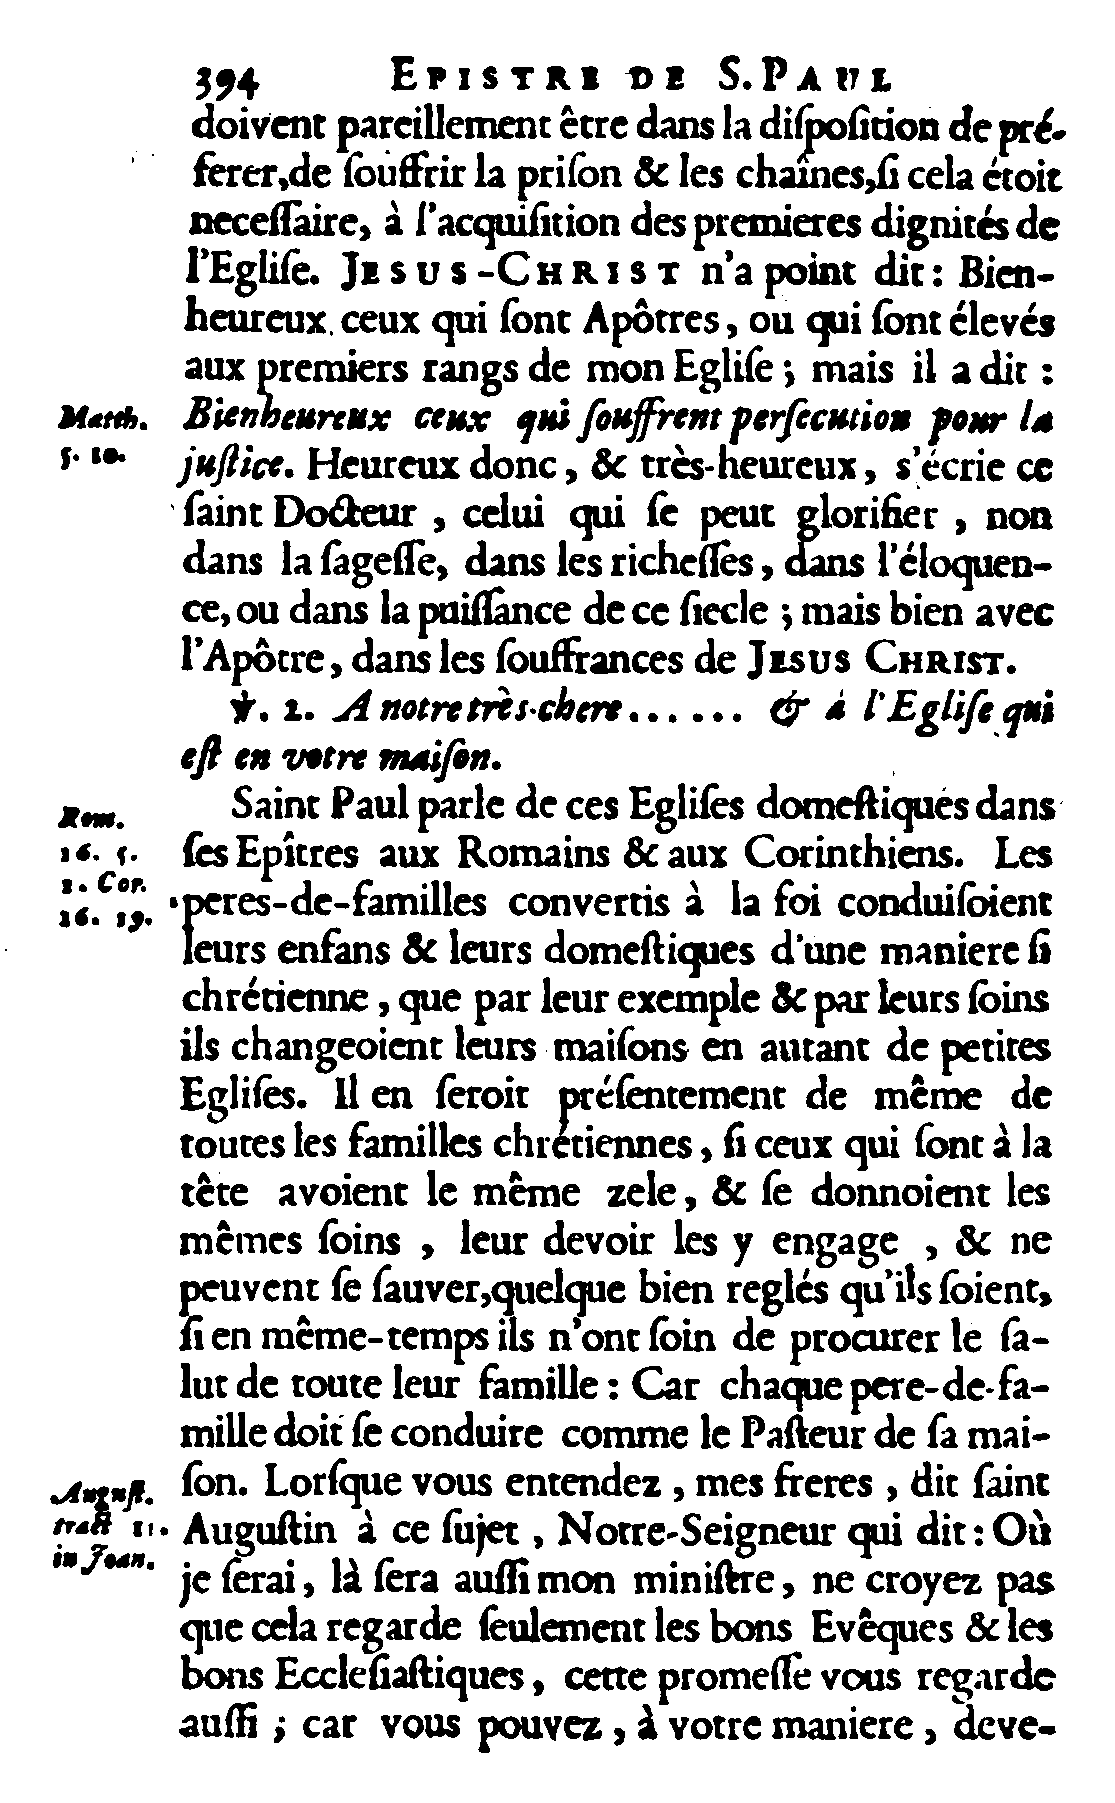 394 EPISTRE DE S. PAUL
doivent pareillement être dans la diſpoſition de pré-
ferer, de ſouffrir la priſon & les chaînes, ſi cela étoit
neceſſaire, à l'acquiſition des premieres dignités de
l'Egliſe. JESUS-CHRIST n'a point dit : Bien-
heureux ceux qui ſont Apôtres, ou qui ſont élevés
aux premiers rangs de mon Egliſe ; mais il a dit :
Matth. Bienheureux ceux qui ſouffrent perſecution pour la
5. 10. juſtice. Heureux donc, & très-heureux, s'écrie ce
ſaint Docteur, celui qui ſe peut glorifier, non
dans la ſageſſe, dans les richeſſes, dans l'éloquen-
ce, ou dans la puiſſance de ce ſiecle ; mais bien avec
l'Apôtre, dans les ſouffrances de JESUS CHRIST.
℣. 2. A notre très-chere...... & à l'Egliſe qui
eſt en votre maiſon.
Saint Paul parle de ces Egliſes domeſtiques dans
Rom.
16. 5. ſes Epîtres aux Romains & aux Corinthiens. Les
1. Cor.
16. 19. peres-de-familles convertis à la foi conduiſoient
leurs enfans & leurs domeſtiques d'une maniere ſi
chrétienne, que par leur exemple & par leurs ſoins
ils changeoient leurs maiſons en autant de petites
Egliſes. Il en ſeroit préſentement de même de
toutes les familles chrétiennes, ſi ceux qui ſont à la
tête avoient le même zele, & ſe donnoient les
mêmes ſoins, leur devoir les y engage, & ne
peuvent ſe ſauver, quelque bien reglés qu'ils ſoient,
ſi en même-temps ils n'ont ſoin de procurer le ſa-
lut de toute leur famille : Car chaque pere-de-fa-
mille doit ſe conduire comme le Paſteur de ſa mai-
Auguſt. ſon. Lorſque vous entendez, mes freres, dit ſaint
tract 51. Auguſtin à ce ſujet, Notre-Seigneur qui dit : Où
in Joan. je ſerai, là ſera auſſi mon miniſtre, ne croyez pas
que cela regarde ſeulement les bons Evêques & les
bons Eccleſiaſtiques, cette promeſſe vous regarde
auſſi ; car vous pouvez, à votre maniere, deve-